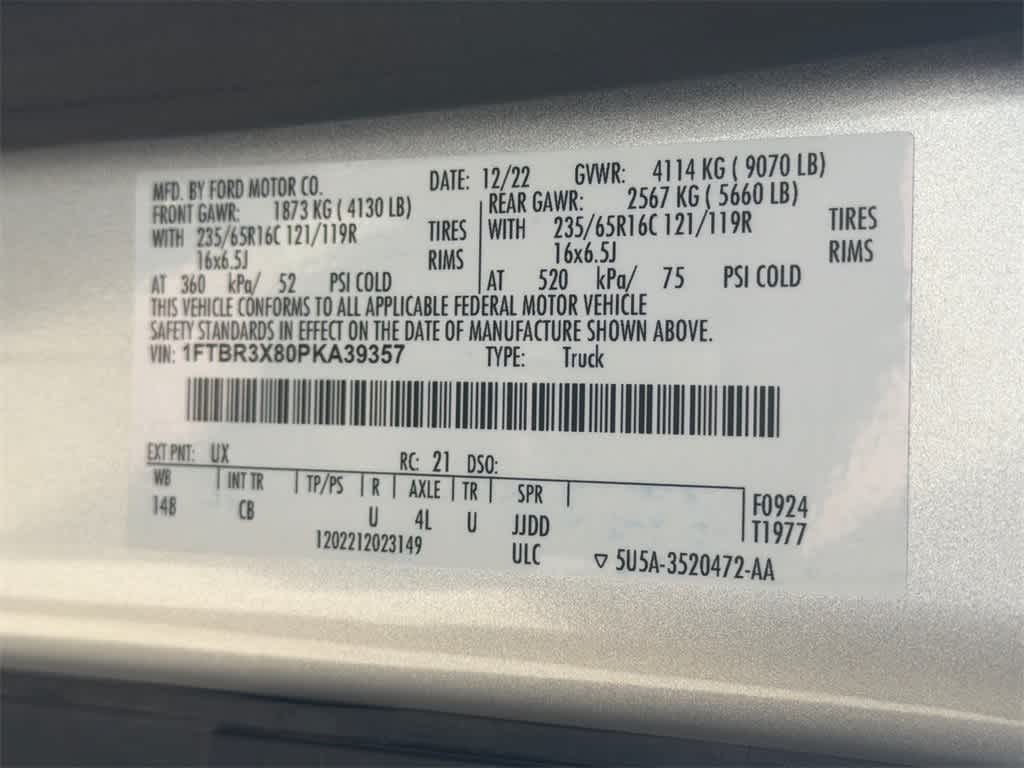 MFD. BY FORD MOTOR CO. DATE: 12/22 GVWR: 4114 KG ( 9070 LB)
FRONT GAWR: 1873 KG ( 4130 LB) REAR GAWR: 2567 KG ( 5660 LB)
WITH 235/65R16C 121/119R TIRES WITH 235/65R16C 121/119R TIRES
16x6.5J RIMS 16x6.5J RIMS
AT 360 kPa/ 52 PSI COLD AT 520 kPa/ 75 PSI COLD
THIS VEHICLE CONFORMS TO ALL APPLICABLE FEDERAL MOTOR VEHICLE
SAFETY STANDARDS IN EFFECT ON THE DATE OF MANUFACTURE SHOWN ABOVE.
VIN: 1FTBR3X80PKA39357 TYPE: Truck
EXT PNT: UX RC: 21 DSO:
WB INT TR TP/PS R AXLE TR SPR F0924
148 CB U 4L U JJDD T1977
1202212023149 ULC ▽ 5U5A-3520472-AA